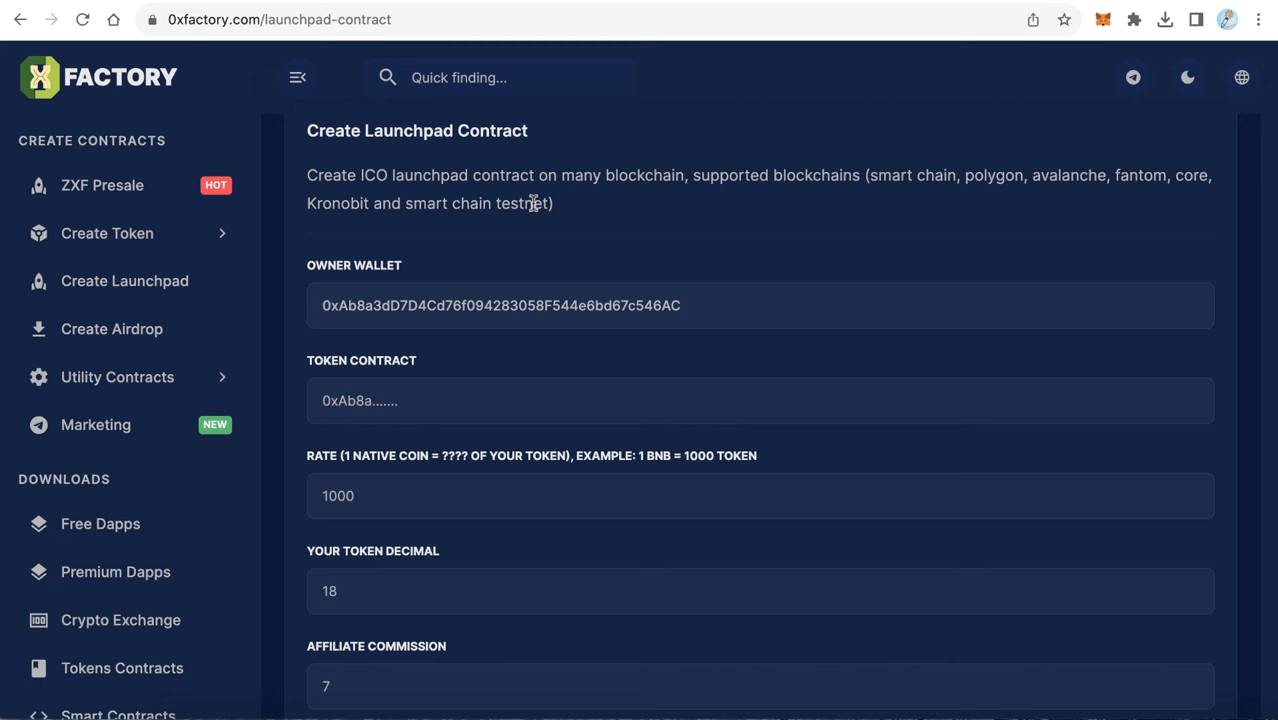 0xfactory.com/launchpad-contract
X FACTORY
Quick finding...
CREATE CONTRACTS
ZXF Presale HOT
Create Token
Create Launchpad
Create Airdrop
Utility Contracts
Marketing NEW
DOWNLOADS
Free Dapps
Premium Dapps
Crypto Exchange
Tokens Contracts
Smart Contracts
Create Launchpad Contract
Create ICO launchpad contract on many blockchain, supported blockchains (smart chain, polygon, avalanche, fantom, core,
Kronobit and smart chain testnet)
OWNER WALLET
0xAb8a3dD7D4Cd76f094283058F544e6bd67c546AC
TOKEN CONTRACT
0xAb8a.......
RATE (1 NATIVE COIN = ???? OF YOUR TOKEN), EXAMPLE: 1 BNB = 1000 TOKEN
1000
YOUR TOKEN DECIMAL
18
AFFILIATE COMMISSION
7